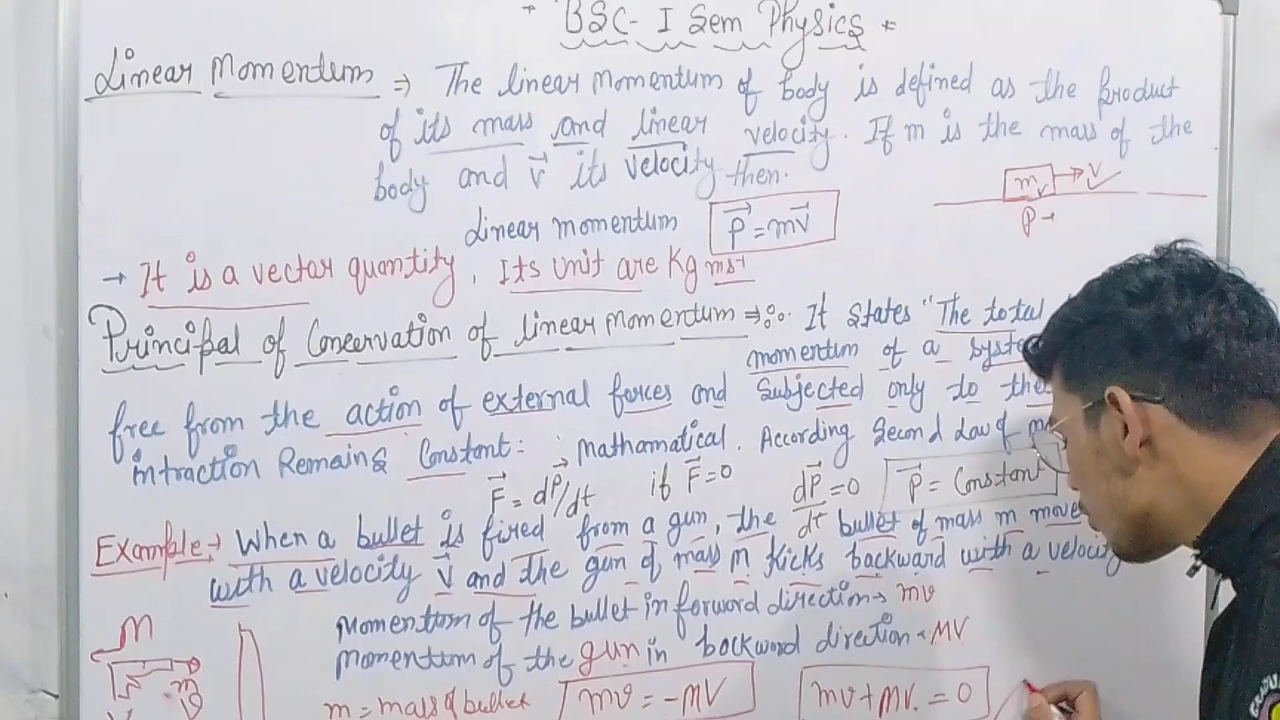 * BSC- I Sem Physics *
Linear Momentum ⇒ The linear Momentum of body is defined as the product
of its mass and linear velocity. If m is the mass of the
body and v⃗ its velocity then.
m → v
P →
Linear momentum P⃗ = mv⃗
→ It is a vector quantity, Its unit are Kg ms⁻¹
Principal of Conservation of linear momentum ⇒ It States "The total
momentum of a System
free from the action of external forces and Subjected only to the
intraction Remains Constant: Mathamatical. According Second Law of
F⃗ = dP⃗/dt if F⃗=0 dP⃗/dt =0 P⃗ = Constant
Example:→ When a bullet is fired from a gun, the bullet of mass m move
with a velocity v⃗ and the gun of mass M kicks backward with a velocity
Momentum of the bullet in forword direction → mv
Momentum of the gun in backword direction = MV
M
m
m = mass of bullet mv = -MV mv + MV = 0